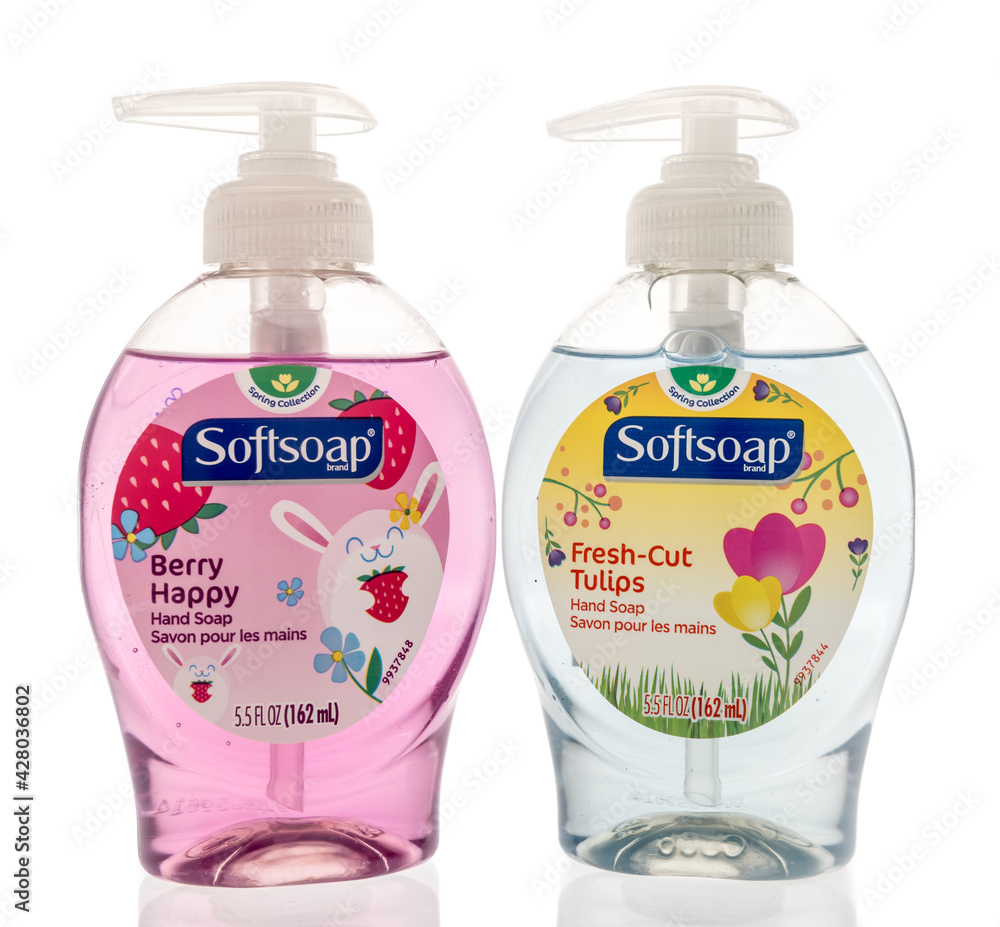 Spring Collection
Softsoap®
brand
Berry
Happy
Hand Soap
Savon pour les mains
9937848
5.5 FL OZ (162 mL)
Spring Collection
Softsoap®
brand
Fresh-Cut
Tulips
Hand Soap
Savon pour les mains
9937844
5.5 FL OZ (162 mL)
Adobe Stock | #428036802
Adobe Stock